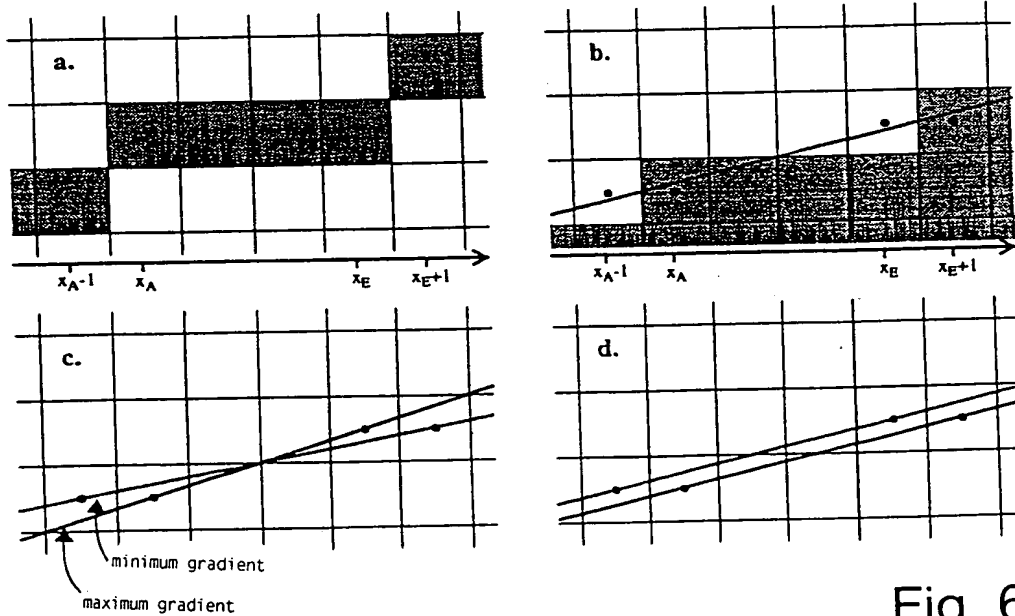 a.
b.
x_A-1 x_A x_E x_E+1
x_A-1 x_A x_E x_E+1
c.
d.
minimum gradient
maximum gradient
Fig. 6